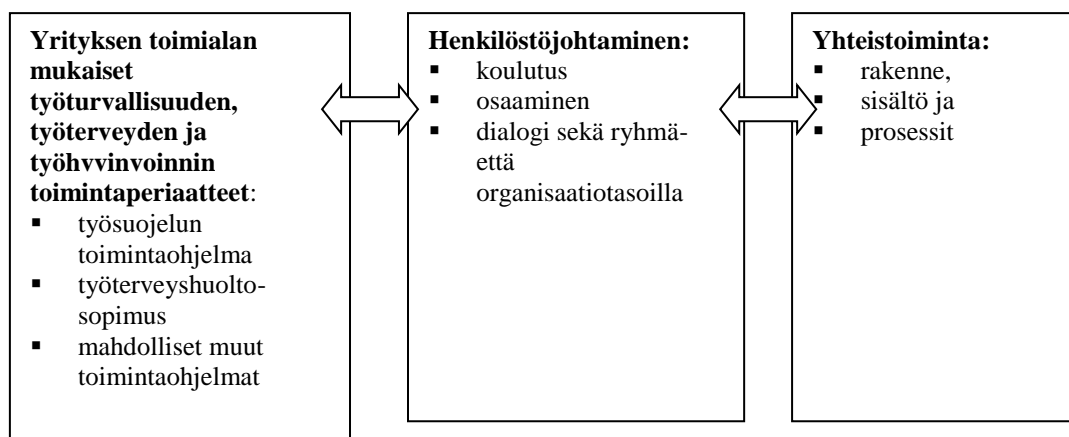 Yrityksen toimialan
mukaiset
työturvallisuuden,
työterveyden ja
työhvvinvoinnin
toimintaperiaatteet:
▪ työsuojelun
toimintaohjelma
▪ työterveyshuolto-
sopimus
▪ mahdolliset muut
toimintaohjelmat
Henkilöstöjohtaminen:
▪ koulutus
▪ osaaminen
▪ dialogi sekä ryhmä-
että
organisaatiotasoilla
Yhteistoiminta:
▪ rakenne,
▪ sisältö ja
▪ prosessit